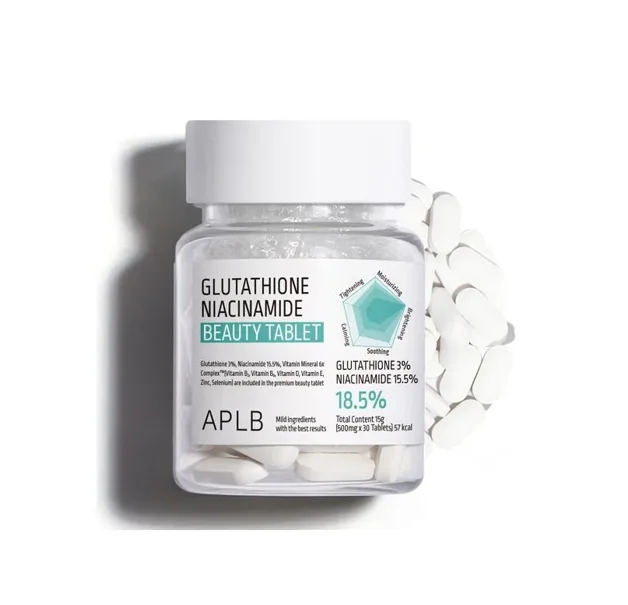 GLUTATHIONE
NIACINAMIDE
BEAUTY TABLET
Glutathione 3%, Niacinamide 15.5%, Vitamin Mineral 6x
Complex™(Vitamin B₂, Vitamin B₆, Vitamin D, Vitamin E,
Zinc, Selenium) are included in the premium beauty tablet
APLB
Mild ingredients
with the best results
Tightening
Moisturizing
Brightening
Soothing
Calming
GLUTATHIONE 3%
NIACINAMIDE 15.5%
18.5%
Total Content 15g
(500mg x 30 Tablets) 57 kcal